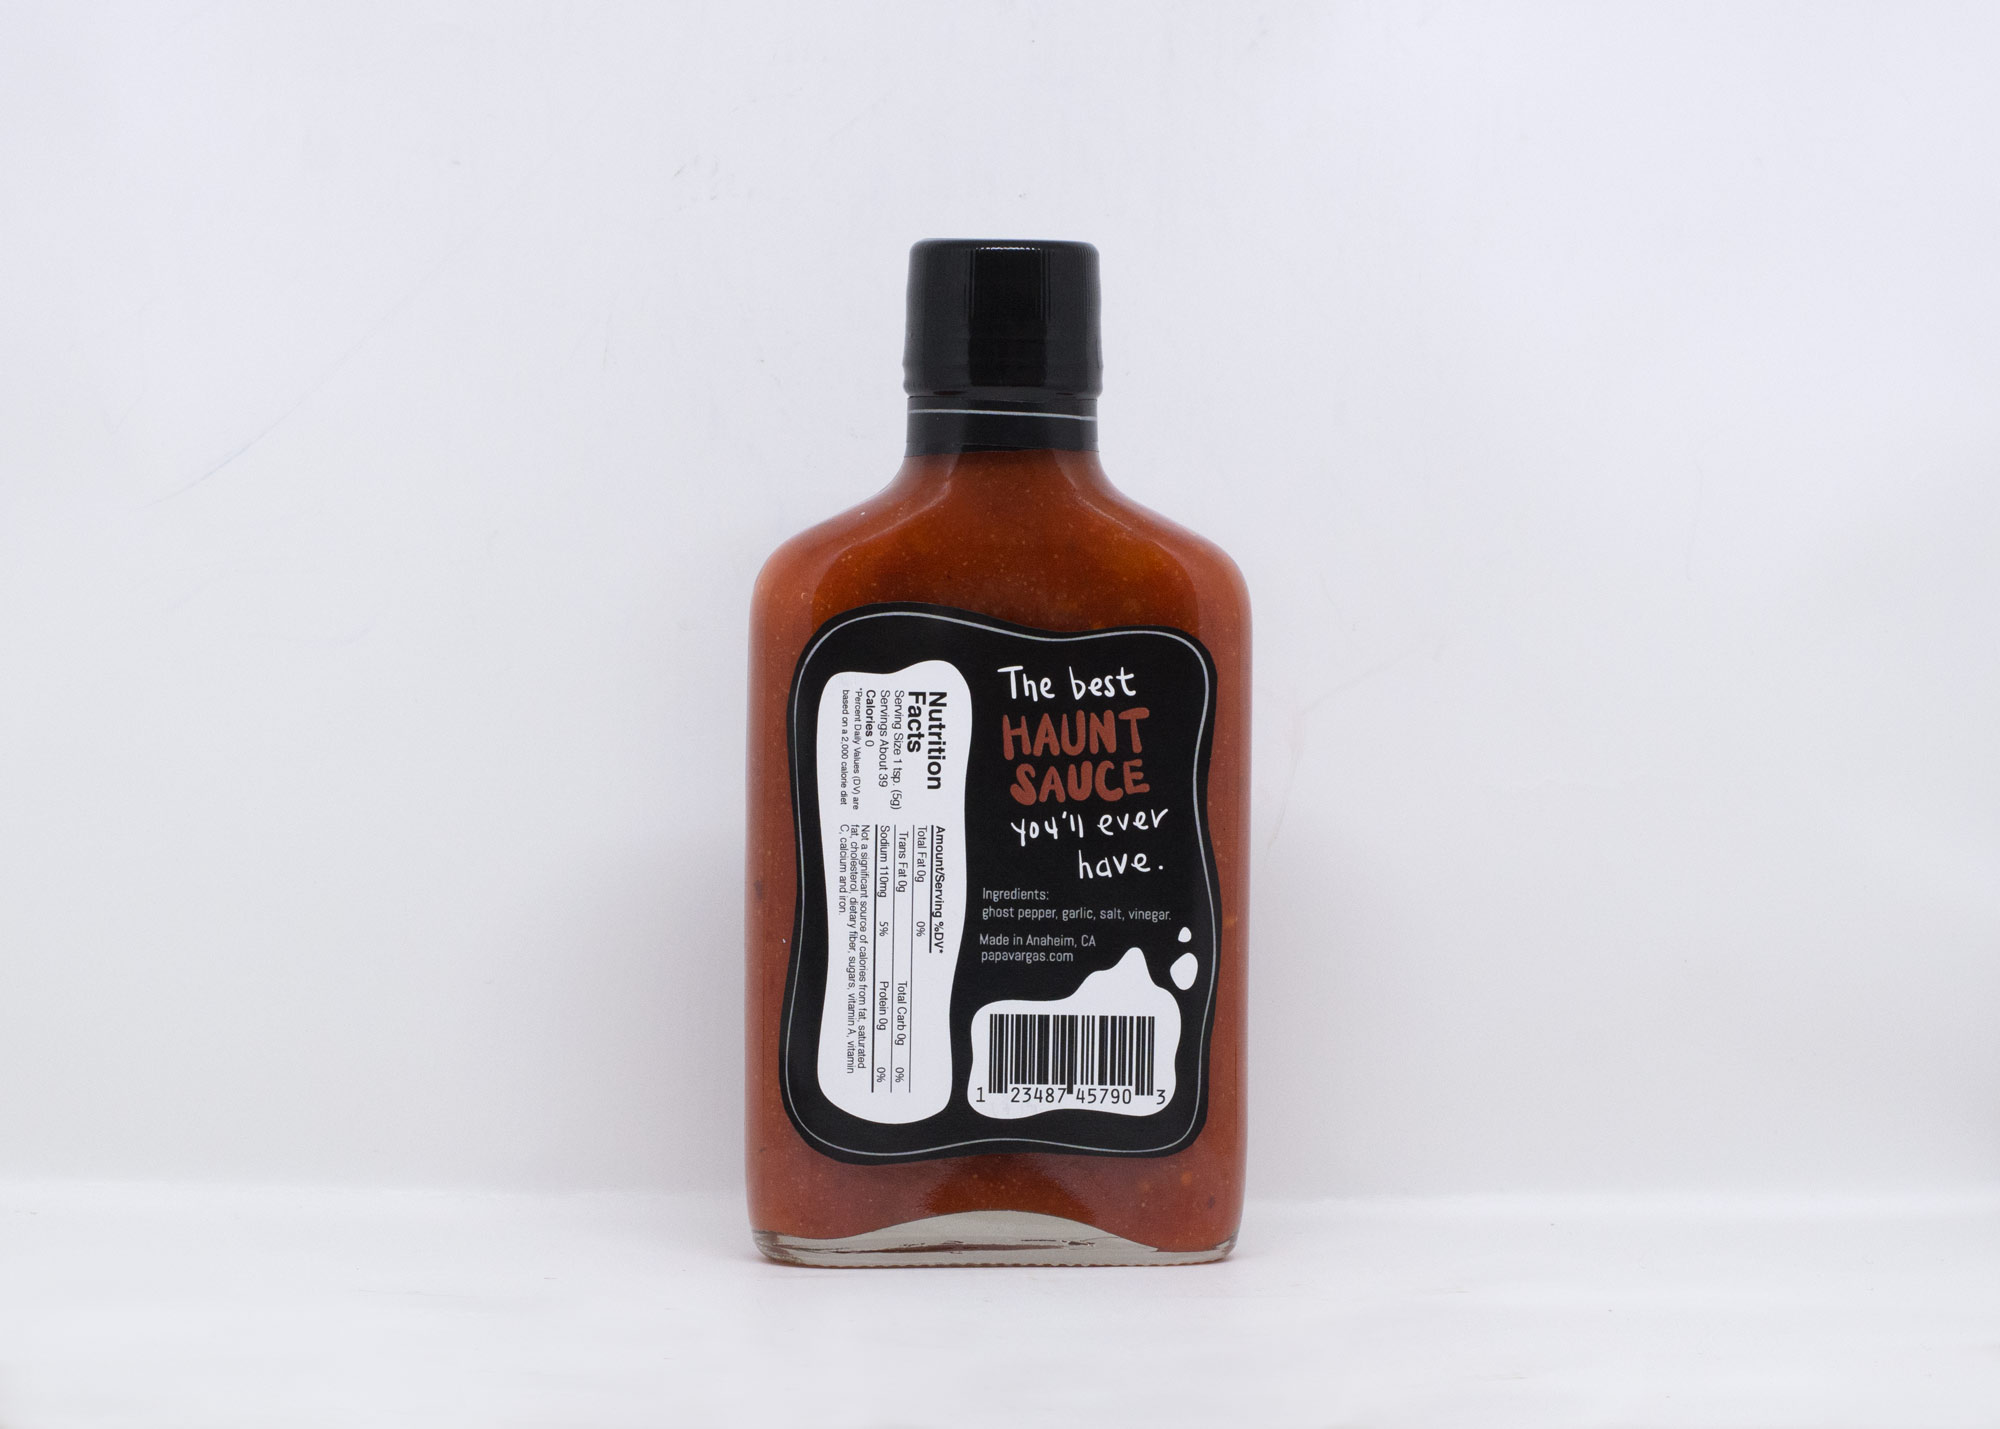 The best
HAUNT
SAUCE
you'll ever
have.
Ingredients:
ghost pepper, garlic, salt, vinegar.
Made in Anaheim, CA
papavargas.com
1 23487 45790 3
Nutrition
Facts
Serving Size 1 tsp. (5g)
Servings About 39
Calories 0
*Percent Daily Values (DV) are
based on a 2,000 calorie diet
Amount/Serving %DV*
Total Fat 0g 0%
Trans Fat 0g Total Carb 0g 0%
Sodium 110mg 5% Protein 0g 0%
Not a significant source of calories from fat, saturated
fat, cholesterol, dietary fiber, sugars, vitamin A, vitamin
C, calcium and iron.